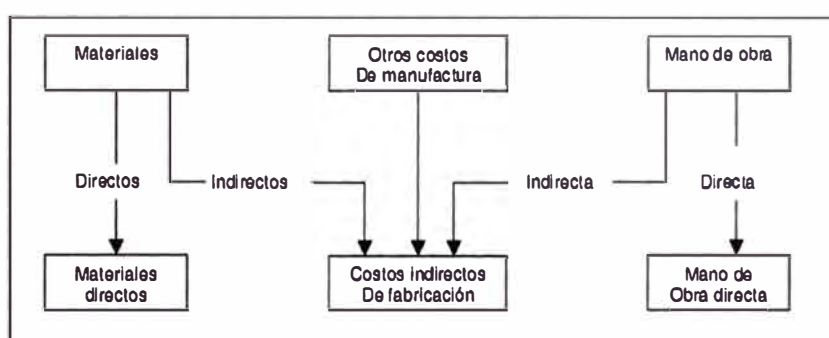 Materiales
Otros costos
De manufactura
Mano de obra
Directos
Indirectos
Indirecta
Directa
Materiales
directos
Costos indirectos
De fabricación
Mano de
Obra directa